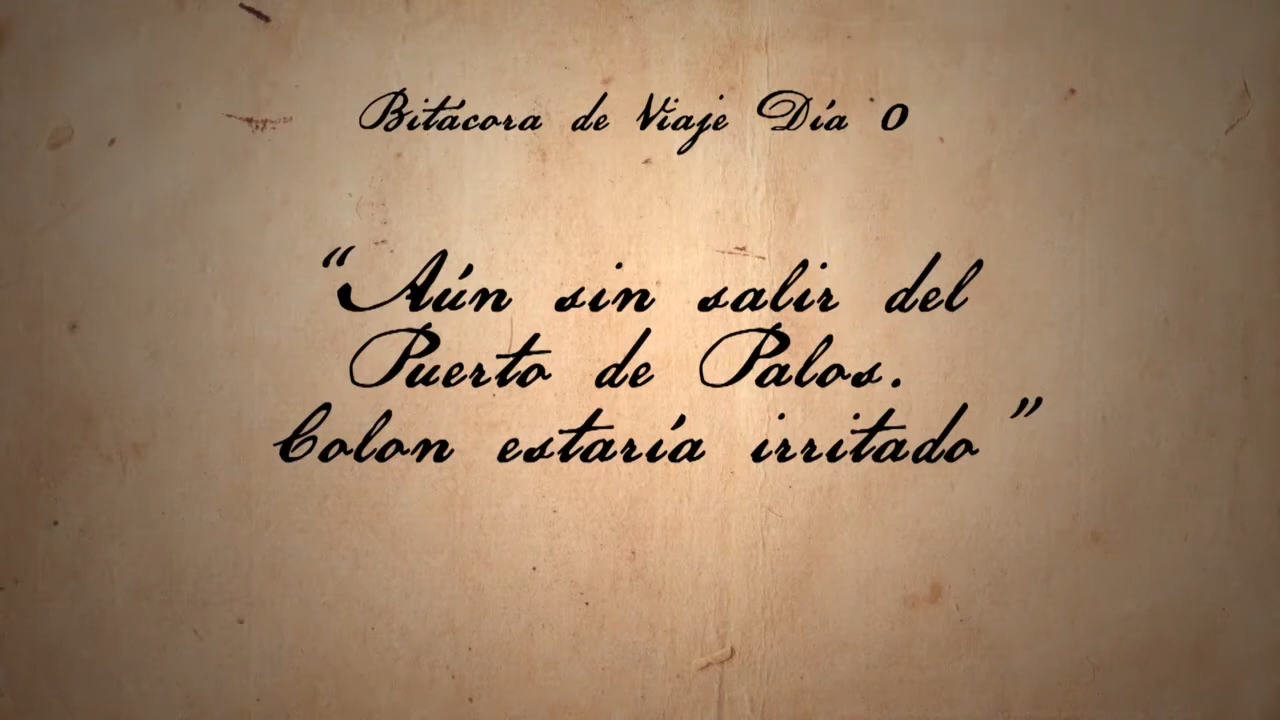 Bitácora de Viaje Día 0
“Aún sin salir del
Puerto de Palos.
Colon estaría irritado”